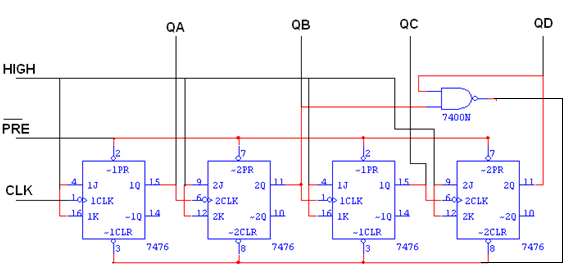 QA QB QC QD
HIGH
7400N
PRE
2 7 2 7
~1PR ~2PR ~1PR ~2PR
4 1J 1Q 15 9 2J 2Q 11 4 1J 1Q 15 9 2J 2Q 11
CLK 1 1CLK 6 2CLK 1 1CLK 6 2CLK
16 1K ~1Q 14 12 2K ~2Q 10 16 1K ~1Q 14 12 2K ~2Q 10
~1CLR ~2CLR ~1CLR ~2CLR
3 7476 8 7476 3 7476 8 7476